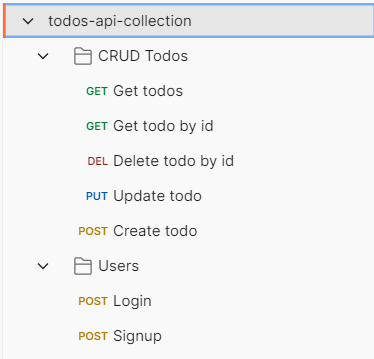 todos-api-collection
CRUD Todos
GET Get todos
GET Get todo by id
DEL Delete todo by id
PUT Update todo
POST Create todo
Users
POST Login
POST Signup